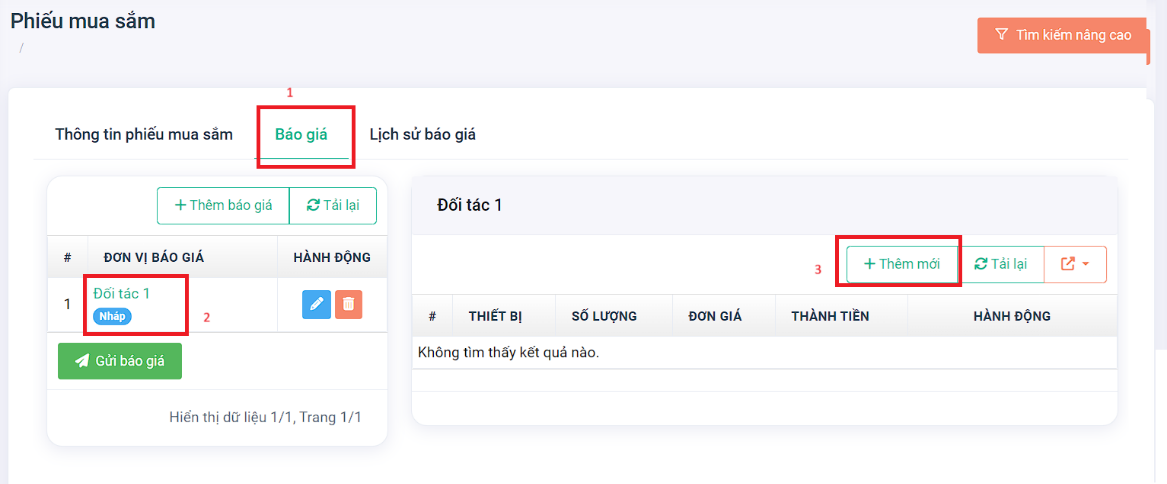 Phiếu mua sắm
/
Tìm kiếm nâng cao
1
Thông tin phiếu mua sắm Báo giá Lịch sử báo giá
+ Thêm báo giá Tải lại
# ĐƠN VỊ BÁO GIÁ HÀNH ĐỘNG
1 Đối tác 1
Nháp
2
Gửi báo giá
Hiển thị dữ liệu 1/1, Trang 1/1
Đối tác 1
3
+ Thêm mới Tải lại
# THIẾT BỊ SỐ LƯỢNG ĐƠN GIÁ THÀNH TIỀN HÀNH ĐỘNG
Không tìm thấy kết quả nào.